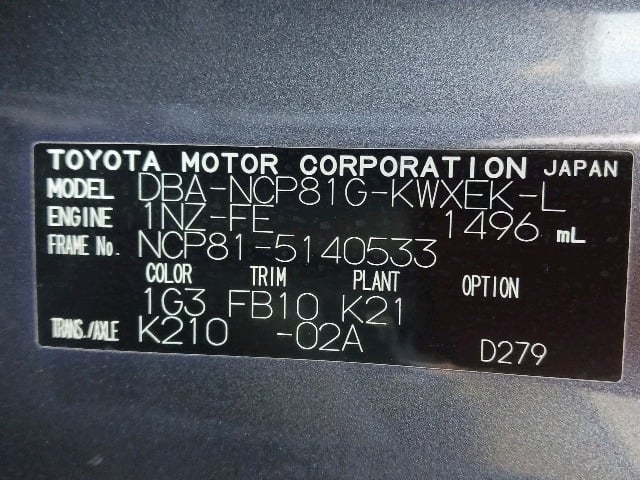 TOYOTA MOTOR CORPORATION JAPAN
MODEL DBA-NCP81G-KWXEK-L
ENGINE 1NZ-FE 1496 mL
FRAME No. NCP81-5140533
COLOR TRIM PLANT OPTION
1G3 FB10 K21
TRANS./AXLE K210 -02A D279